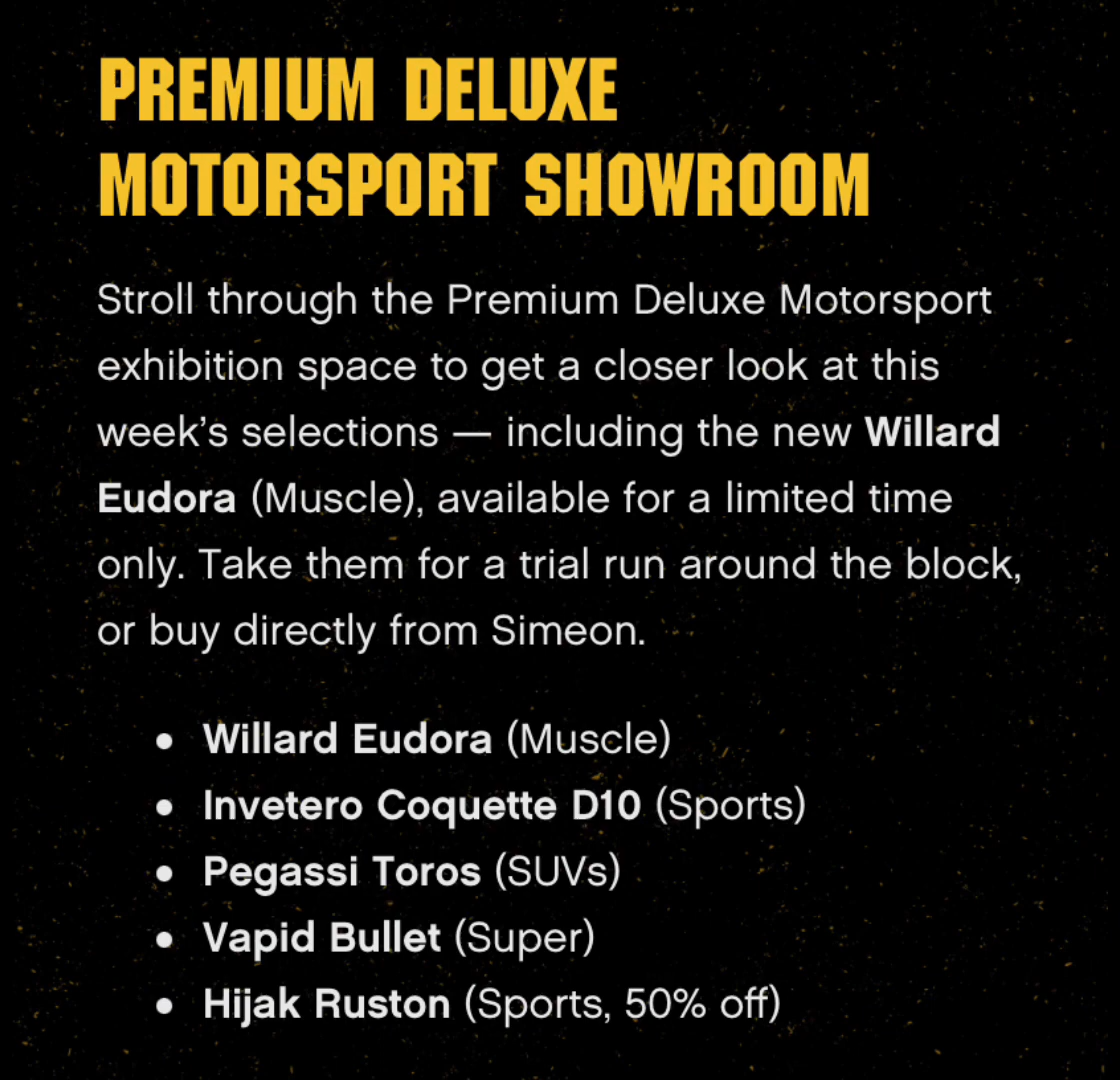 PREMIUM DELUXE
MOTORSPORT SHOWROOM
Stroll through the Premium Deluxe Motorsport
exhibition space to get a closer look at this
week’s selections — including the new Willard
Eudora (Muscle), available for a limited time
only. Take them for a trial run around the block,
or buy directly from Simeon.
• Willard Eudora (Muscle)
• Invetero Coquette D10 (Sports)
• Pegassi Toros (SUVs)
• Vapid Bullet (Super)
• Hijak Ruston (Sports, 50% off)